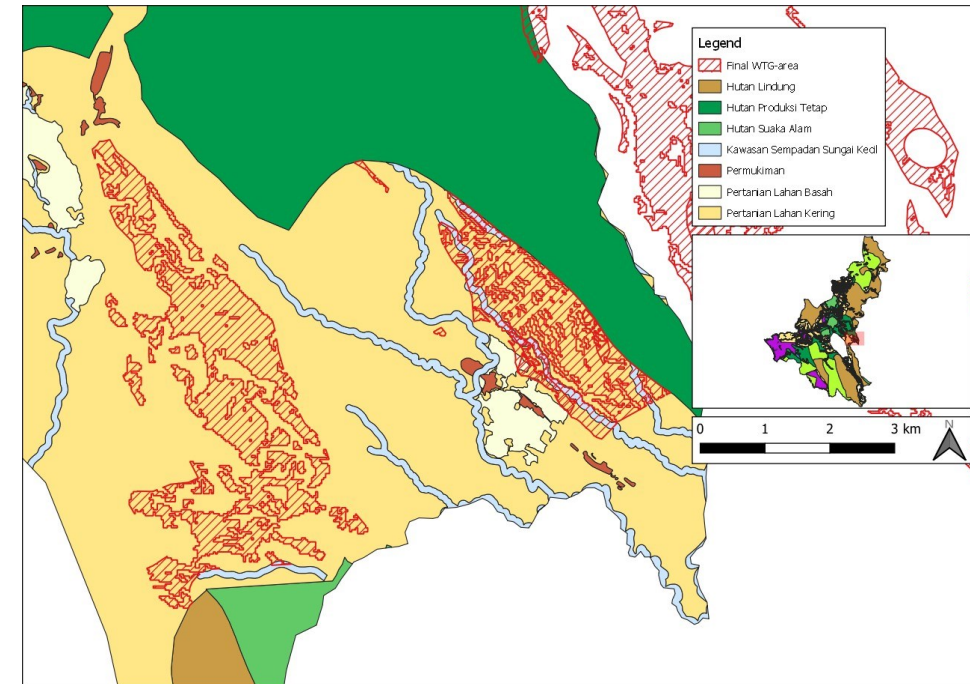 Legend
Final WTG-area
Hutan Lindung
Hutan Produksi Tetap
Hutan Suaka Alam
Kawasan Sempadan Sungai Kecil
Permukiman
Pertanian Lahan Basah
Pertanian Lahan Kering
0 1 2 3 km
N